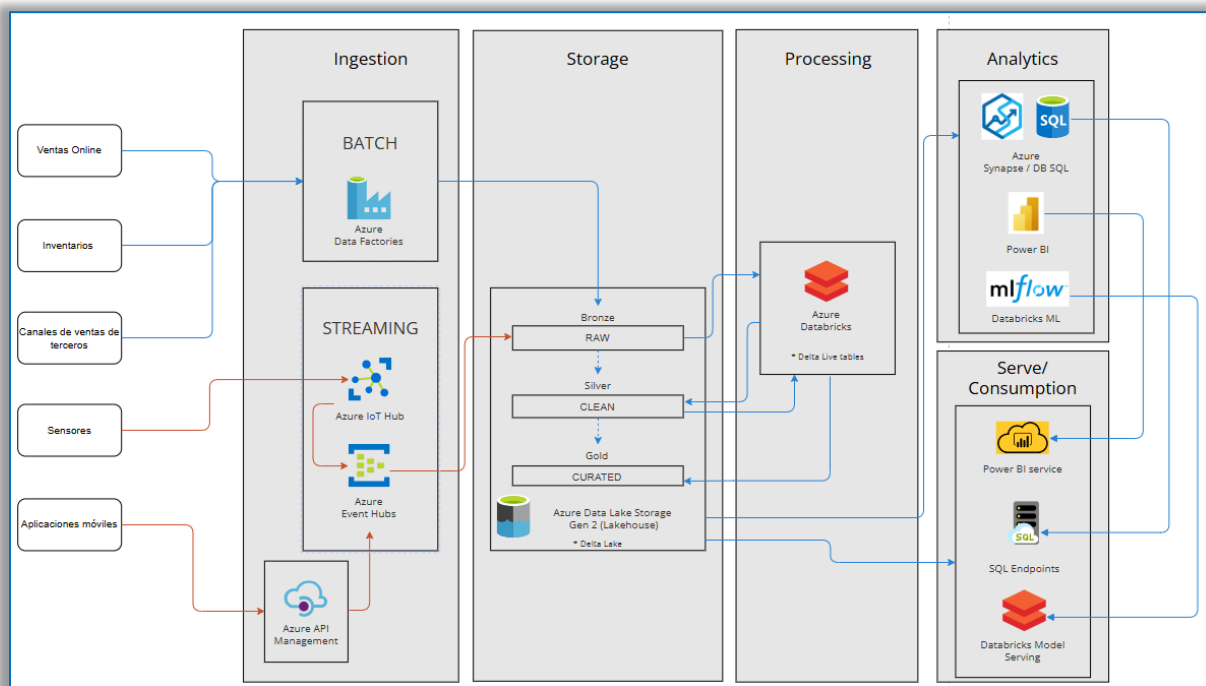 Ingestion
Storage
Processing
Analytics
Ventas Online
Inventarios
Canales de ventas de
terceros
Sensores
Aplicaciones móviles
BATCH
Azure
Data Factories
STREAMING
Azure IoT Hub
Azure
Event Hubs
Azure API
Management
Bronze
RAW
Silver
CLEAN
Gold
CURATED
Azure Data Lake Storage
Gen 2 (Lakehouse)
* Delta Lake
Azure
Databricks
* Delta Live tables
SQL
Azure
Synapse / DB SQL
Power BI
mlflow
Databricks ML
Serve/
Consumption
Power BI service
SQL
SQL Endpoints
Databricks Model
Serving